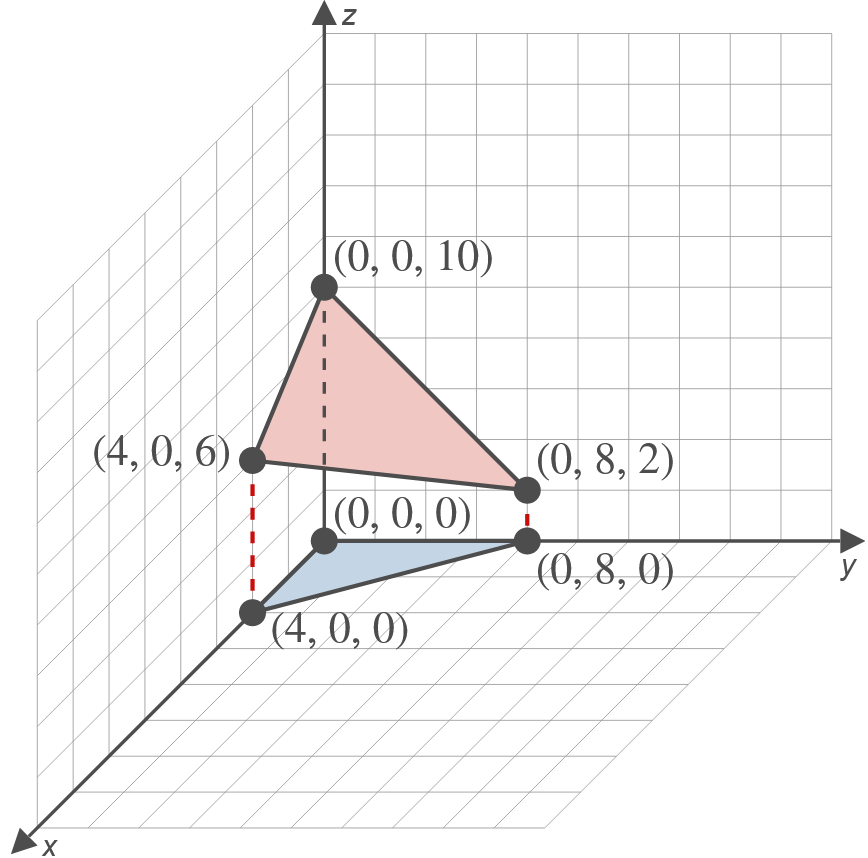 z
(0, 0, 10)
(4, 0, 6)
(0, 8, 2)
(0, 0, 0)
(0, 8, 0)
y
(4, 0, 0)
x